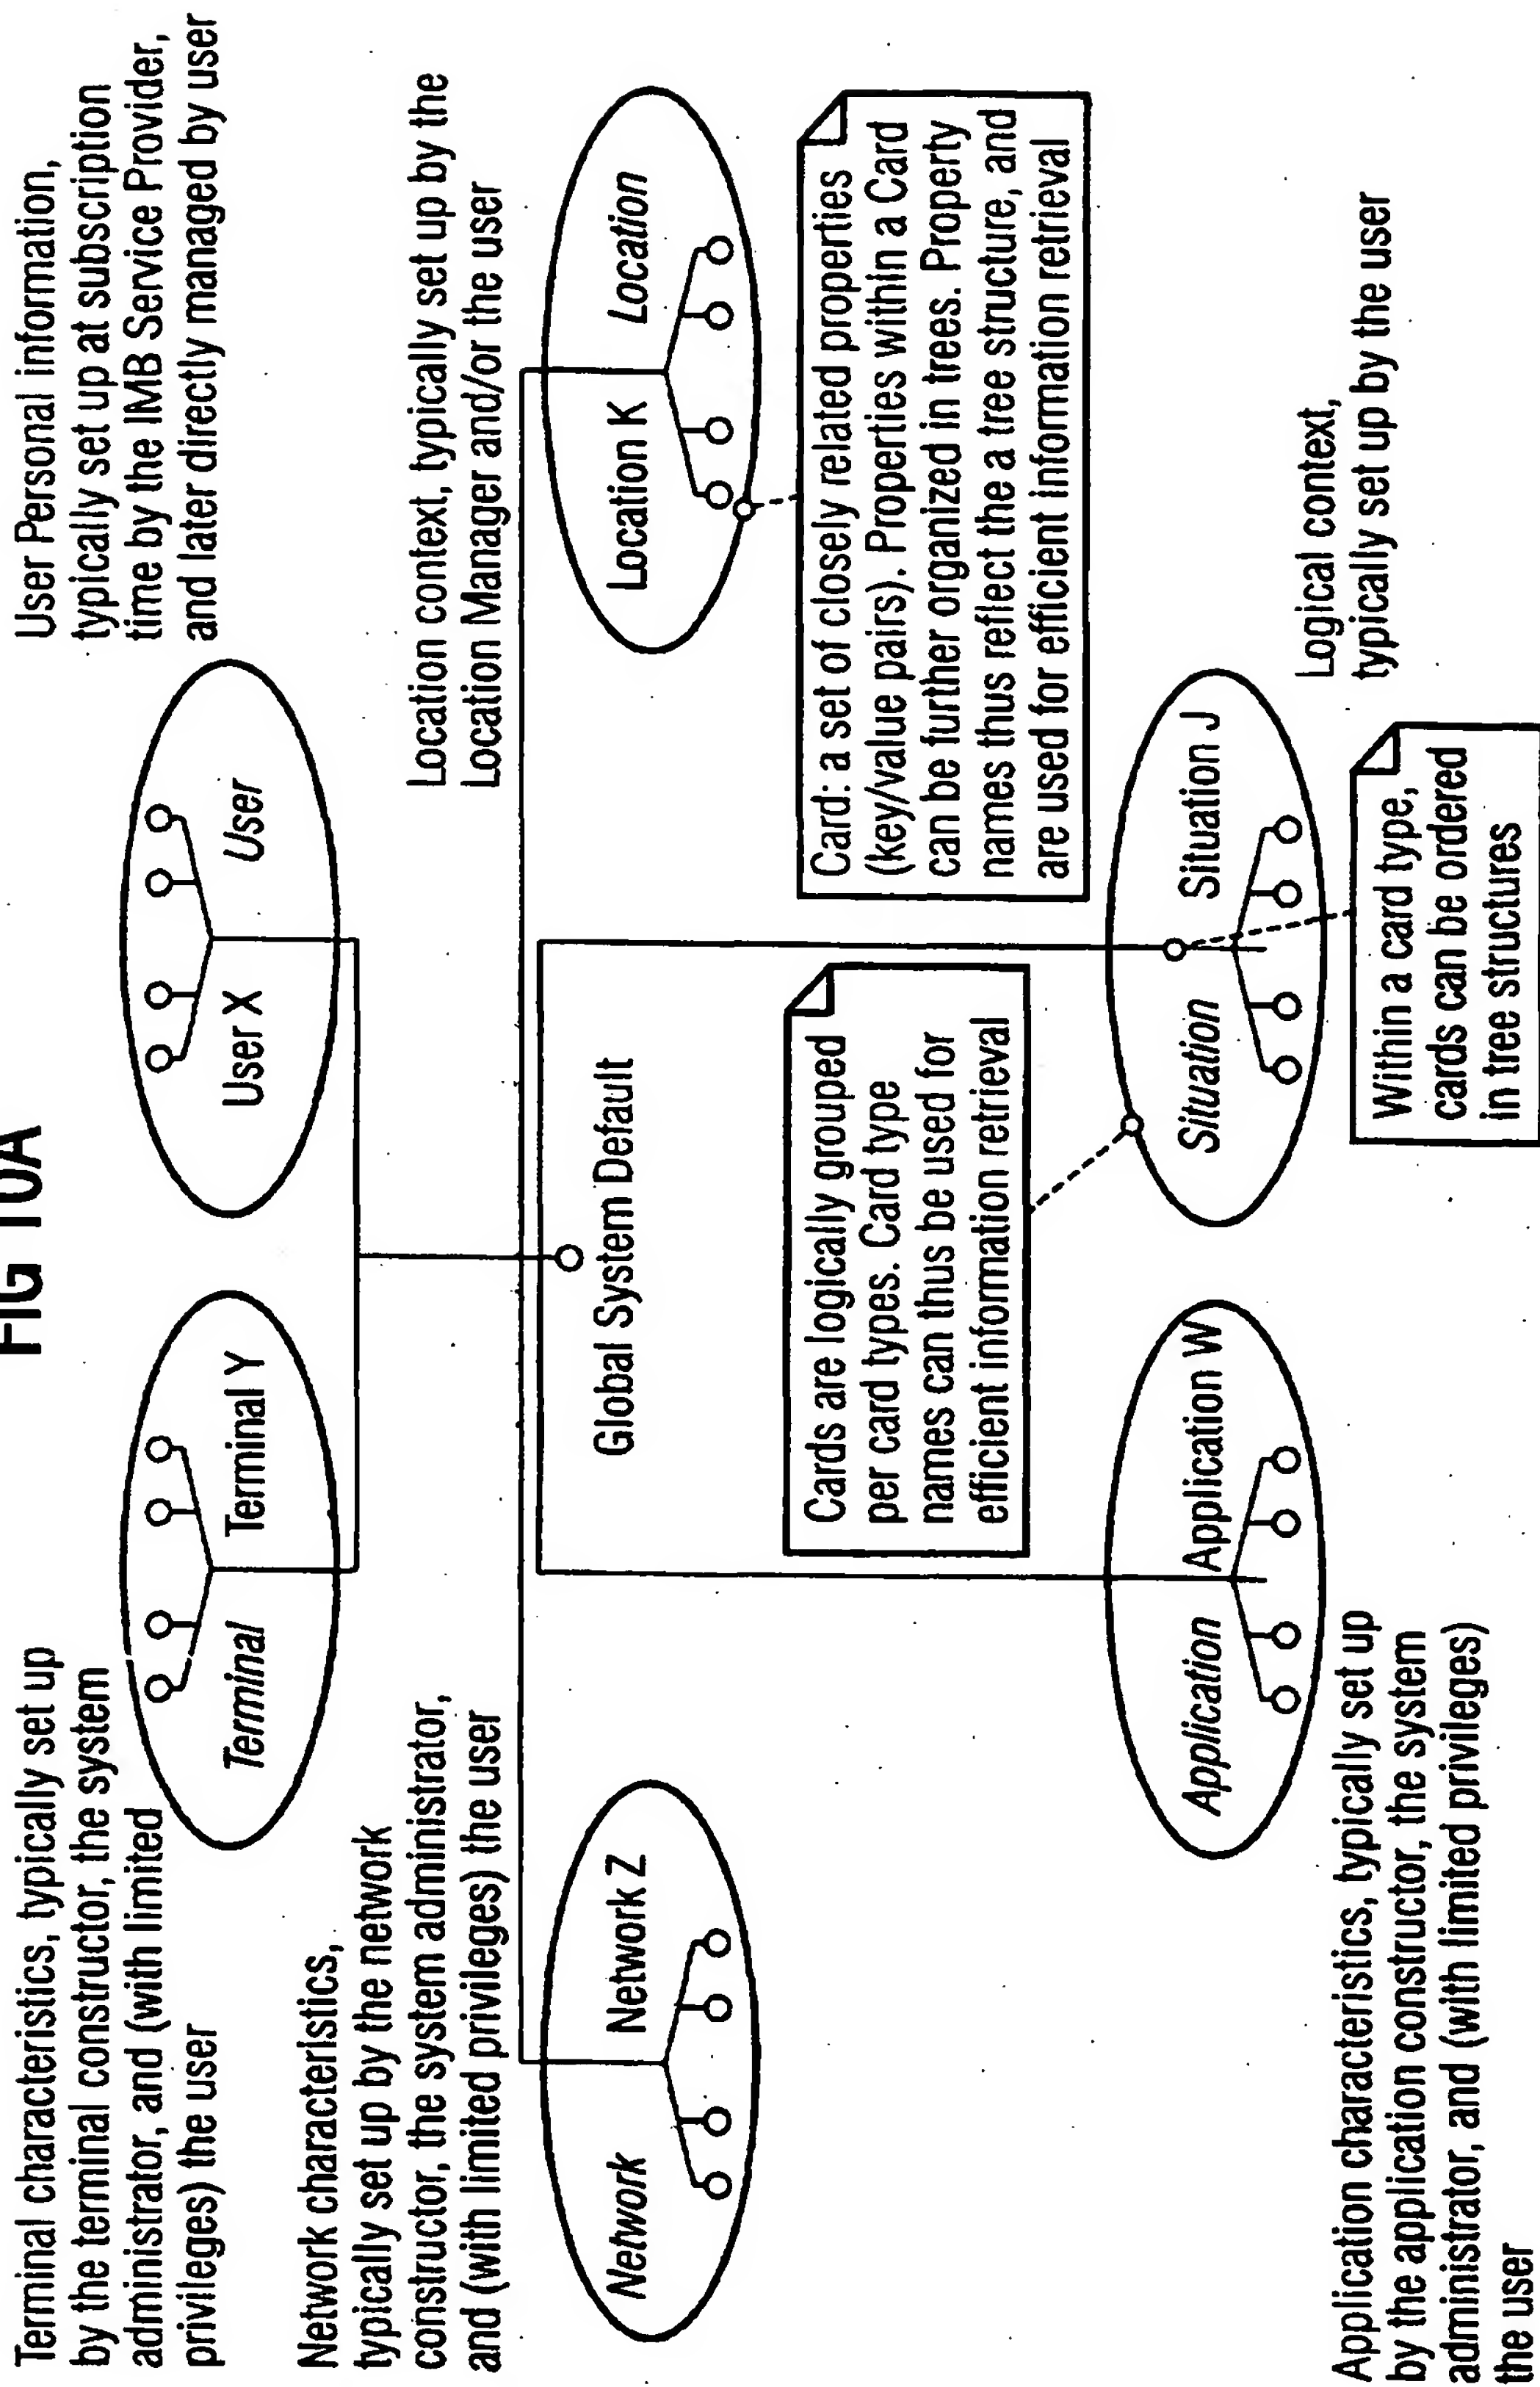 FIG 10A
Terminal characteristics, typically set up
by the terminal constructor, the system
administrator, and (with limited
privileges) the user
Terminal
Terminal Y
User X
User
User Personal information,
typically set up at subscription
time by the IMB Service Provider,
and later directly managed by user
Network characteristics,
typically set up by the network
constructor, the system administrator,
and (with limited privileges) the user
Location context, typically set up by the
Location Manager and/or the user
Network
Network Z
Global System Default
Location K
Location
Cards are logically grouped
per card types. Card type
names can thus be used for
efficient information retrieval
Card: a set of closely related properties
(key/value pairs). Properties within a Card
can be further organized in trees. Property
names thus reflect the a tree structure, and
are used for efficient information retrieval
Application
Application W
Situation
Situation J
Application characteristics, typically set up
by the application constructor, the system
administrator, and (with limited privileges)
the user
Within a card type,
cards can be ordered
in tree structures
Logical context,
typically set up by the user